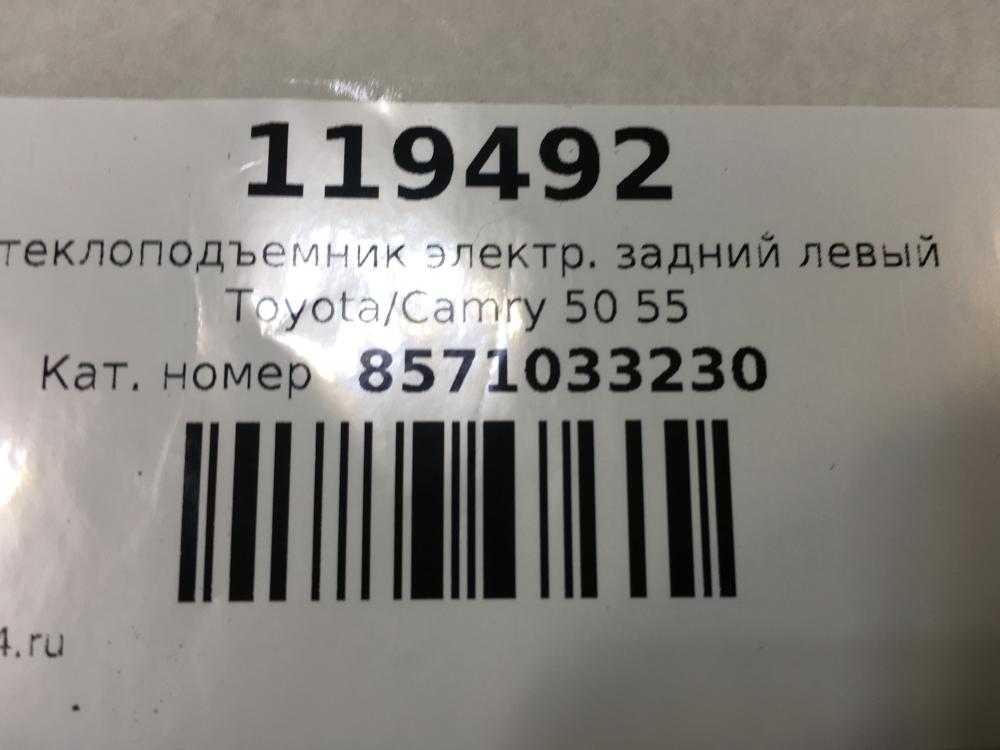 119492
теклоподъемник электр. задний левый
Toyota/Camry 50 55
Кат. номер 8571033230
4.ru